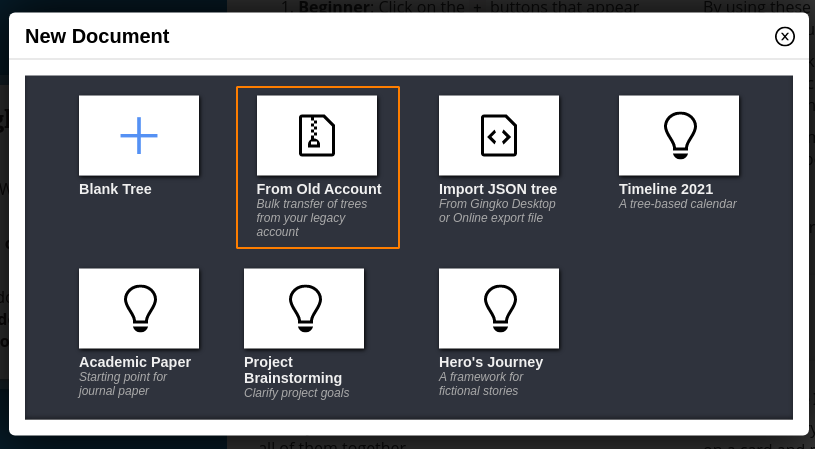 1. Beginner: Click on the + buttons that appear
By using these
New Document
Blank Tree
From Old Account
Bulk transfer of trees
from your legacy
account
Import JSON tree
From Gingko Desktop
or Online export file
Timeline 2021
A tree-based calendar
Academic Paper
Starting point for
journal paper
Project
Brainstorming
Clarify project goals
Hero's Journey
A framework for
fictional stories
all of them together
on a card and